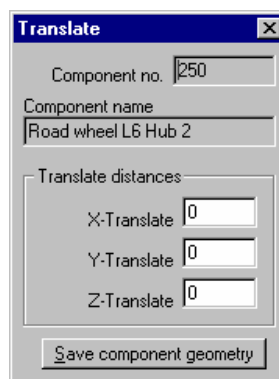 Translate
Component no. 250
Component name
Road wheel L6 Hub 2
Translate distances
X-Translate 0
Y-Translate 0
Z-Translate 0
Save component geometry